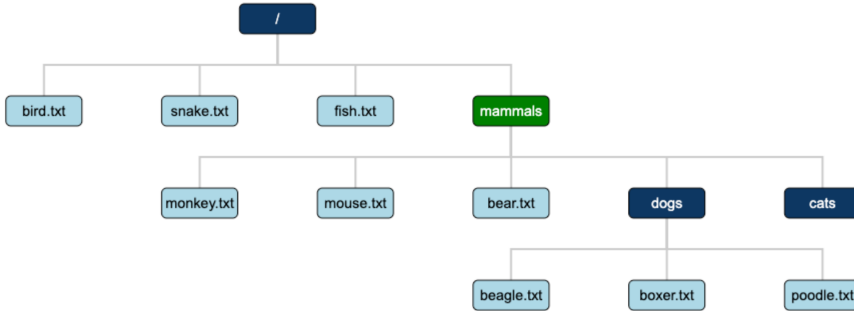 /
bird.txt
snake.txt
fish.txt
mammals
monkey.txt
mouse.txt
bear.txt
dogs
cats
beagle.txt
boxer.txt
poodle.txt